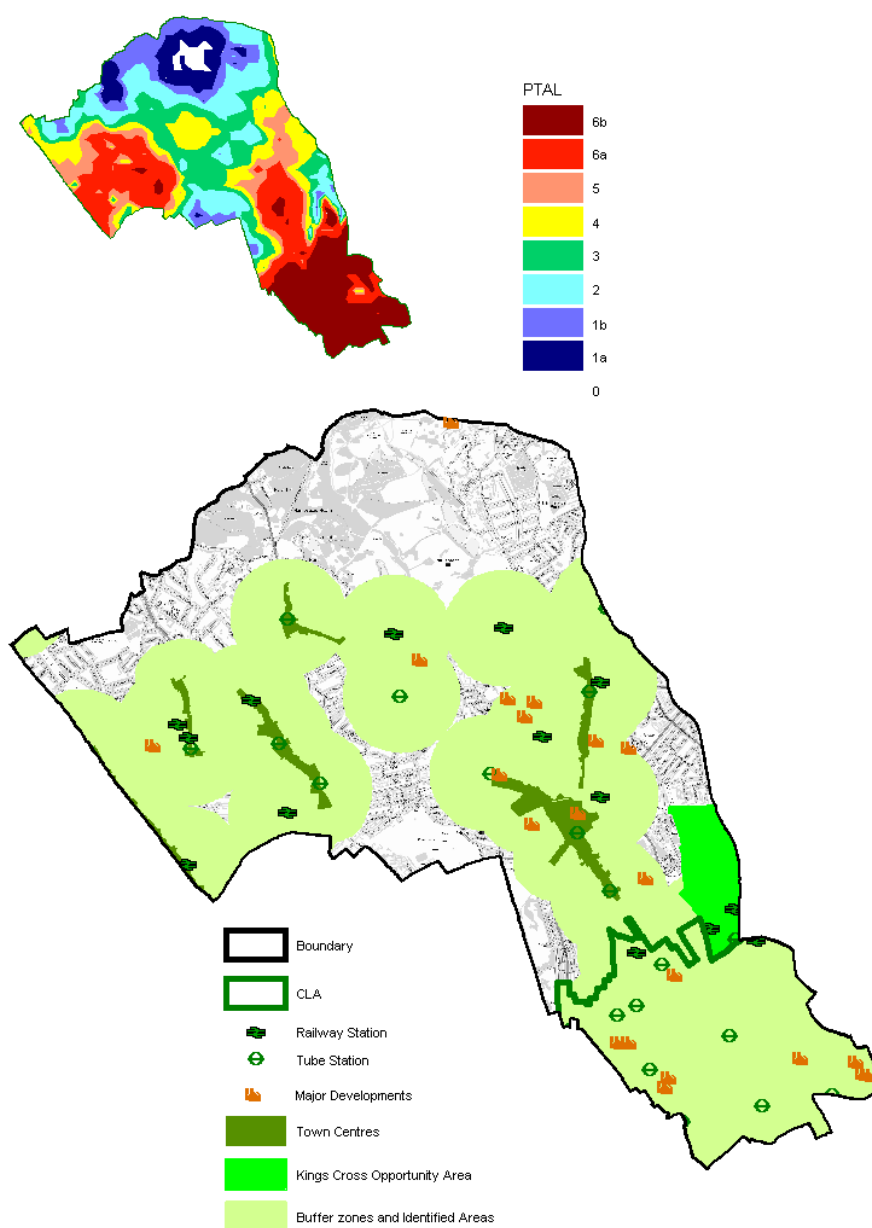 PTAL
6b
6a
5
4
3
2
1b
1a
0
Boundary
CLA
Railway Station
Tube Station
Major Developments
Town Centres
Kings Cross Opportunity Area
Buffer zones and Identified Areas